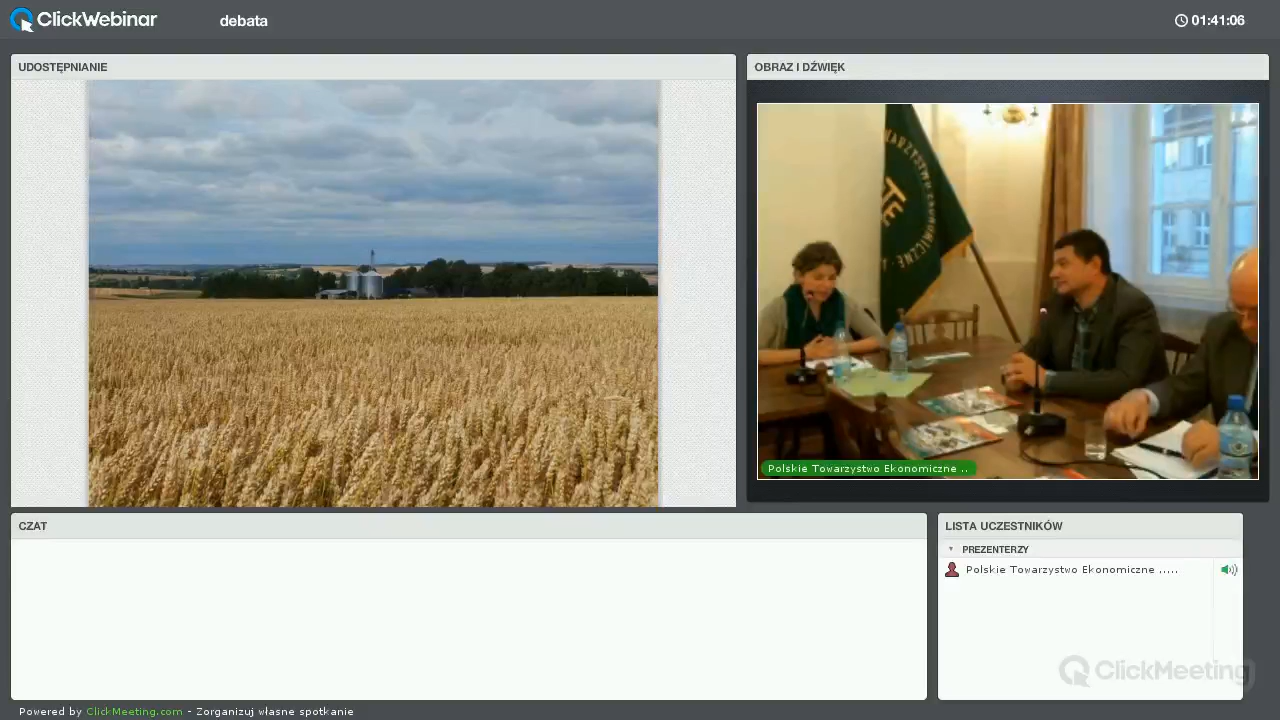 ClickWebinar
debata
01:41:06
UDOSTĘPNIANIE
OBRAZ I DŹWIĘK
Polskie Towarzystwo Ekonomiczne ..
CZAT
LISTA UCZESTNIKÓW
PREZENTERZY
Polskie Towarzystwo Ekonomiczne .....
ClickMeeting
Powered by ClickMeeting.com - Zorganizuj własne spotkanie